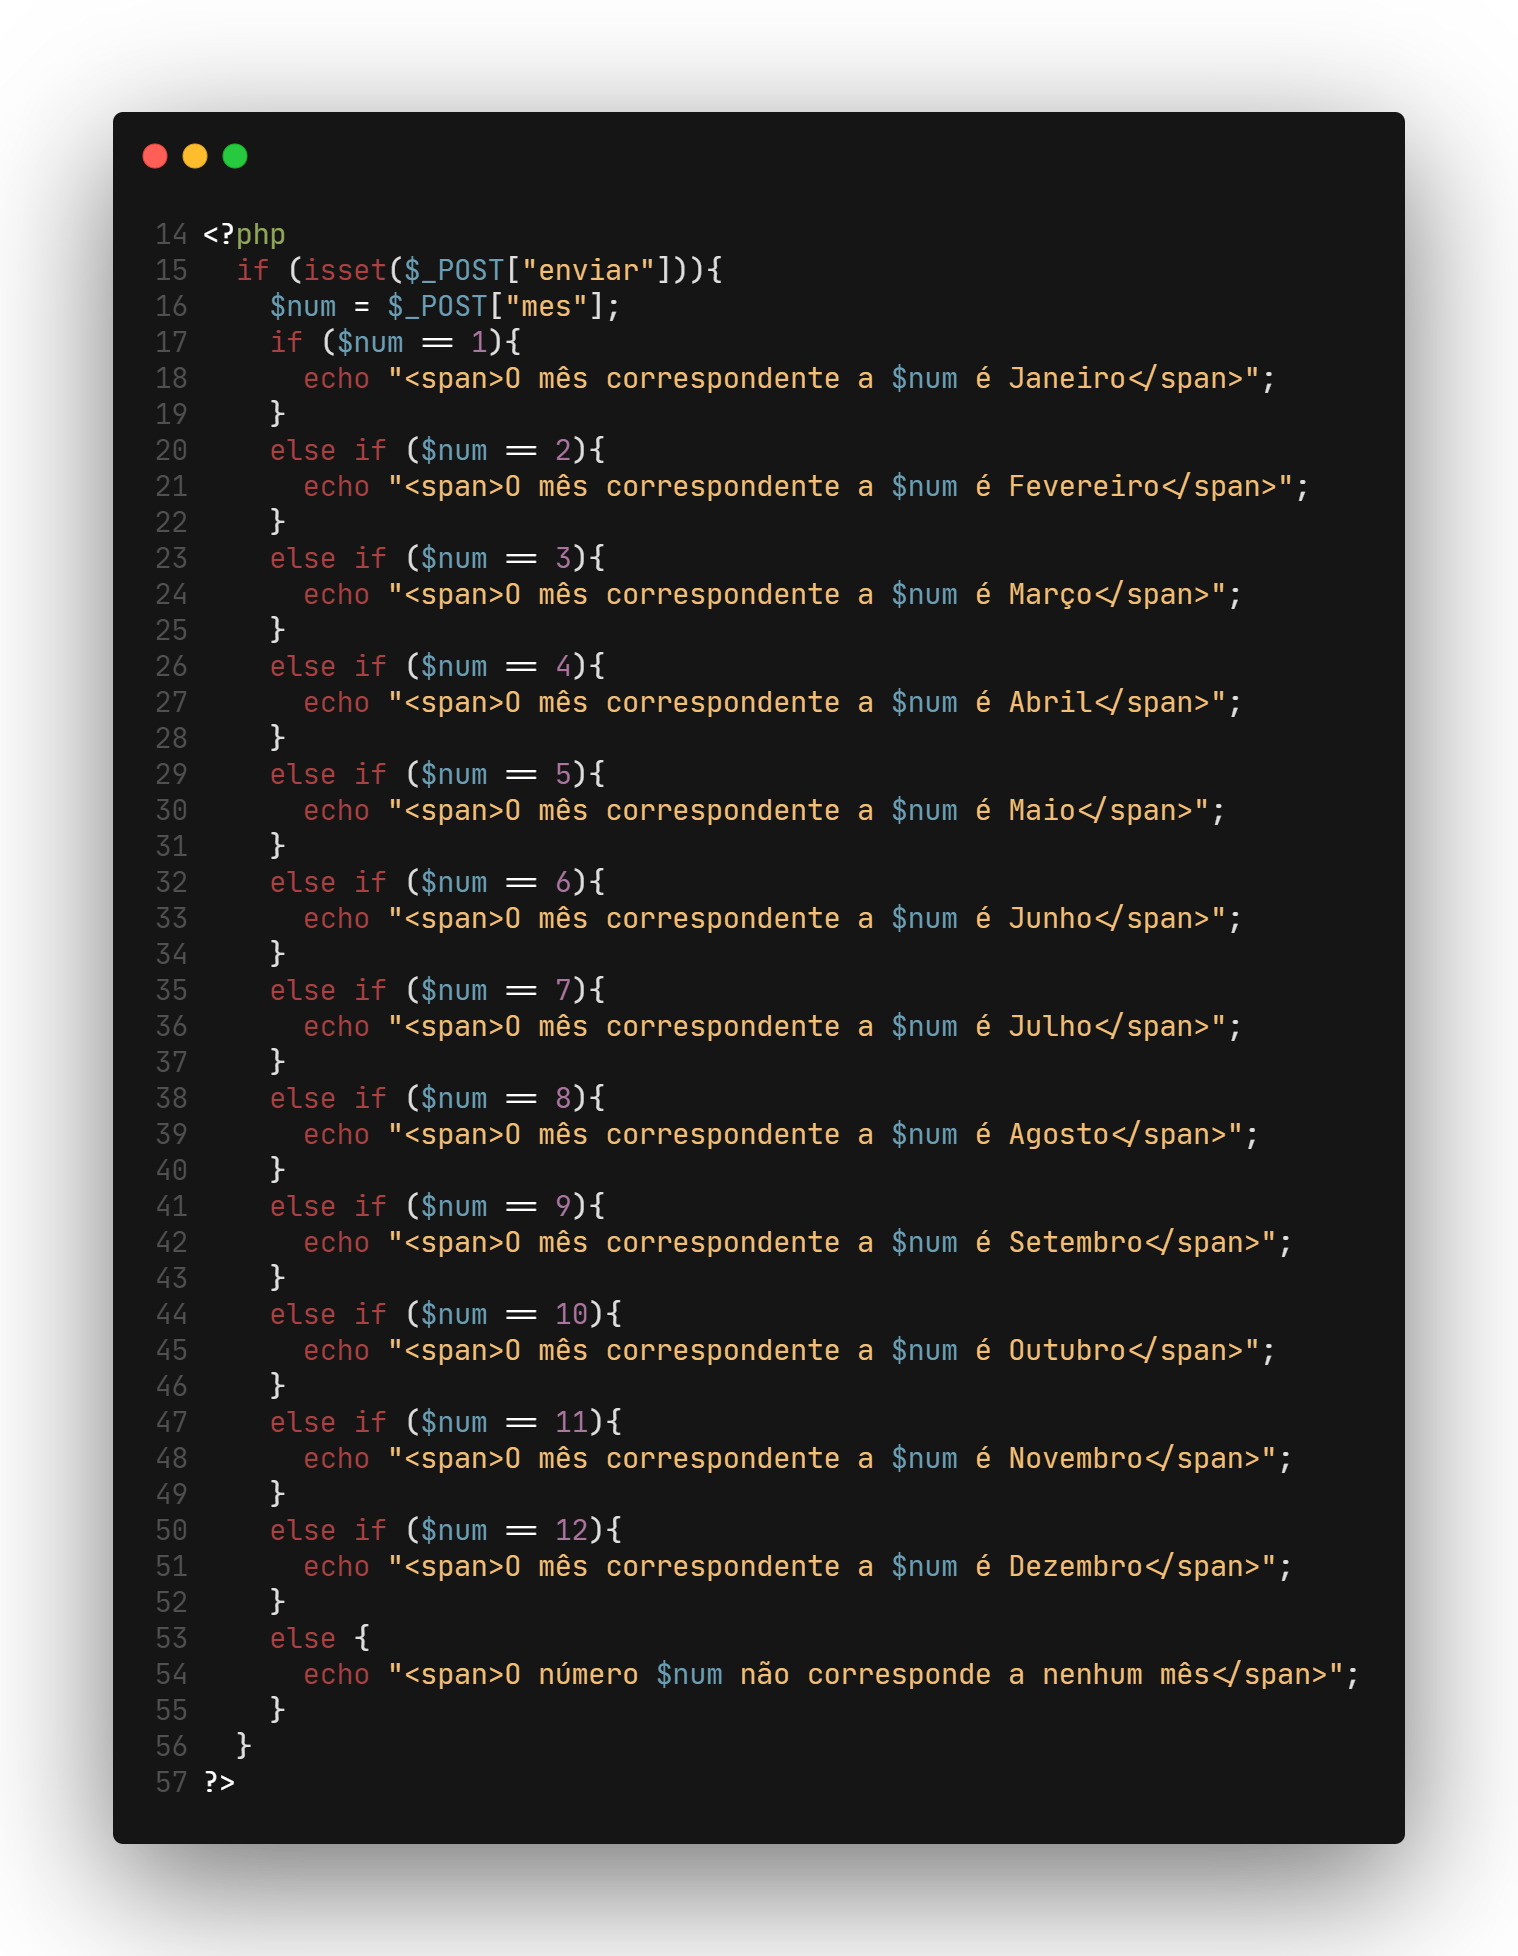 14 <?php
15   if (isset($_POST["enviar"])){
16     $num = $_POST["mes"];
17     if ($num == 1){
18       echo "<span>O mês correspondente a $num é Janeiro</span>";
19     }
20     else if ($num == 2){
21       echo "<span>O mês correspondente a $num é Fevereiro</span>";
22     }
23     else if ($num == 3){
24       echo "<span>O mês correspondente a $num é Março</span>";
25     }
26     else if ($num == 4){
27       echo "<span>O mês correspondente a $num é Abril</span>";
28     }
29     else if ($num == 5){
30       echo "<span>O mês correspondente a $num é Maio</span>";
31     }
32     else if ($num == 6){
33       echo "<span>O mês correspondente a $num é Junho</span>";
34     }
35     else if ($num == 7){
36       echo "<span>O mês correspondente a $num é Julho</span>";
37     }
38     else if ($num == 8){
39       echo "<span>O mês correspondente a $num é Agosto</span>";
40     }
41     else if ($num == 9){
42       echo "<span>O mês correspondente a $num é Setembro</span>";
43     }
44     else if ($num == 10){
45       echo "<span>O mês correspondente a $num é Outubro</span>";
46     }
47     else if ($num == 11){
48       echo "<span>O mês correspondente a $num é Novembro</span>";
49     }
50     else if ($num == 12){
51       echo "<span>O mês correspondente a $num é Dezembro</span>";
52     }
53     else {
54       echo "<span>O número $num não corresponde a nenhum mês</span>";
55     }
56   }
57 ?>